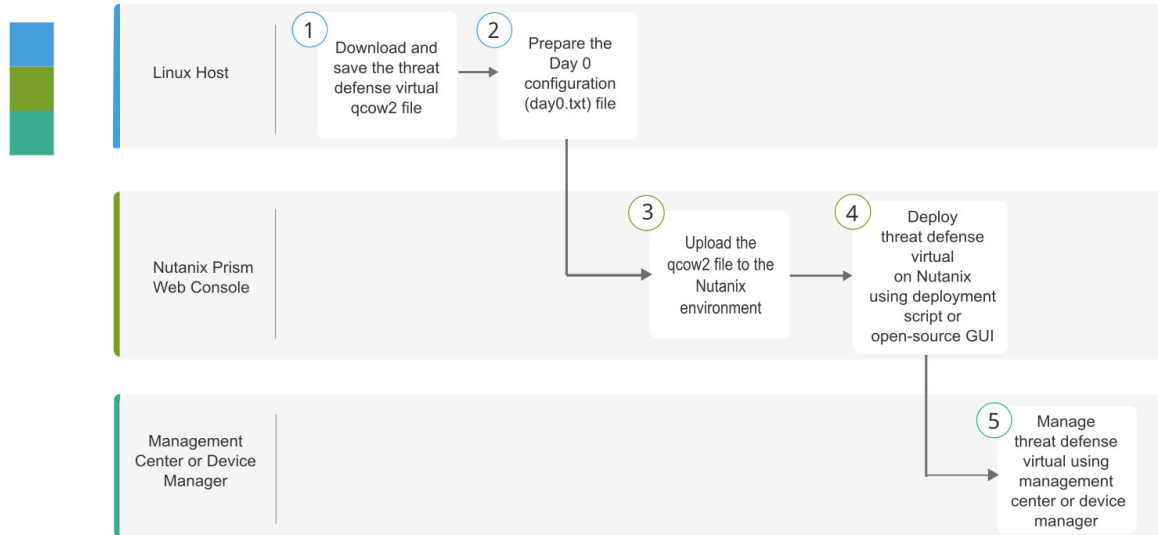 Linux Host
1
Download and
save the threat
defense virtual
qcow2 file
2
Prepare the
Day 0
configuration
(day0.txt) file
Nutanix Prism
Web Console
3
Upload the
qcow2 file to the
Nutanix
environment
4
Deploy
threat defense
virtual
on Nutanix
using deployment
script or
open-source GUI
Management
Center or Device
Manager
5
Manage
threat defense
virtual using
management
center or device
manager